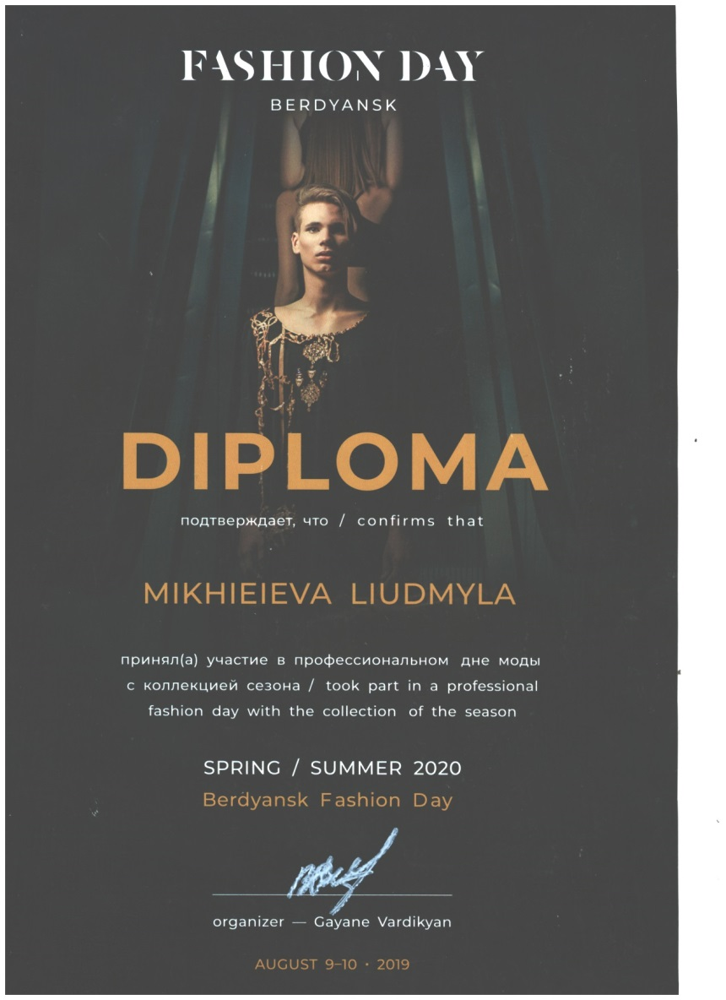 FASHION DAY
BERDYANSK
DIPLOMA
подтверждает, что / confirms that
MIKHIEIEVA LIUDMYLA
принял(а) участие в профессиональном дне моды
с коллекцией сезона / took part in a professional
fashion day with the collection of the season
SPRING / SUMMER 2020
Berdyansk Fashion Day
organizer — Gayane Vardikyan
AUGUST 9–10 • 2019